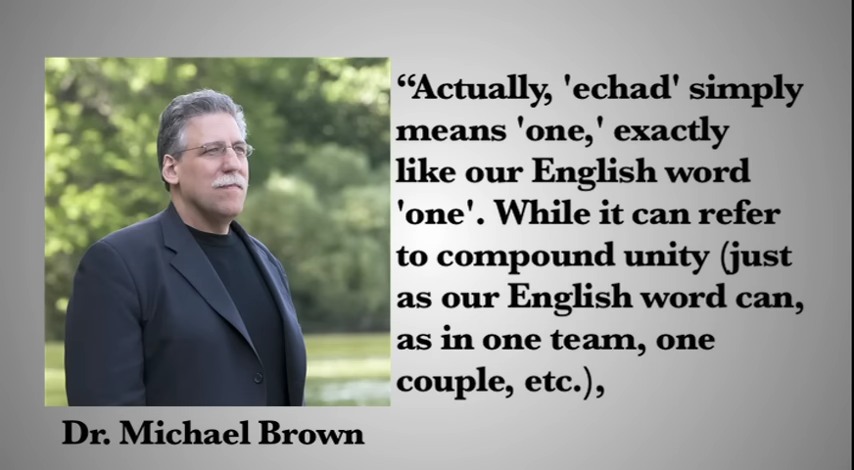 “Actually, 'echad' simply
means 'one,' exactly
like our English word
'one'. While it can refer
to compound unity (just
as our English word can,
as in one team, one
couple, etc.),
Dr. Michael Brown